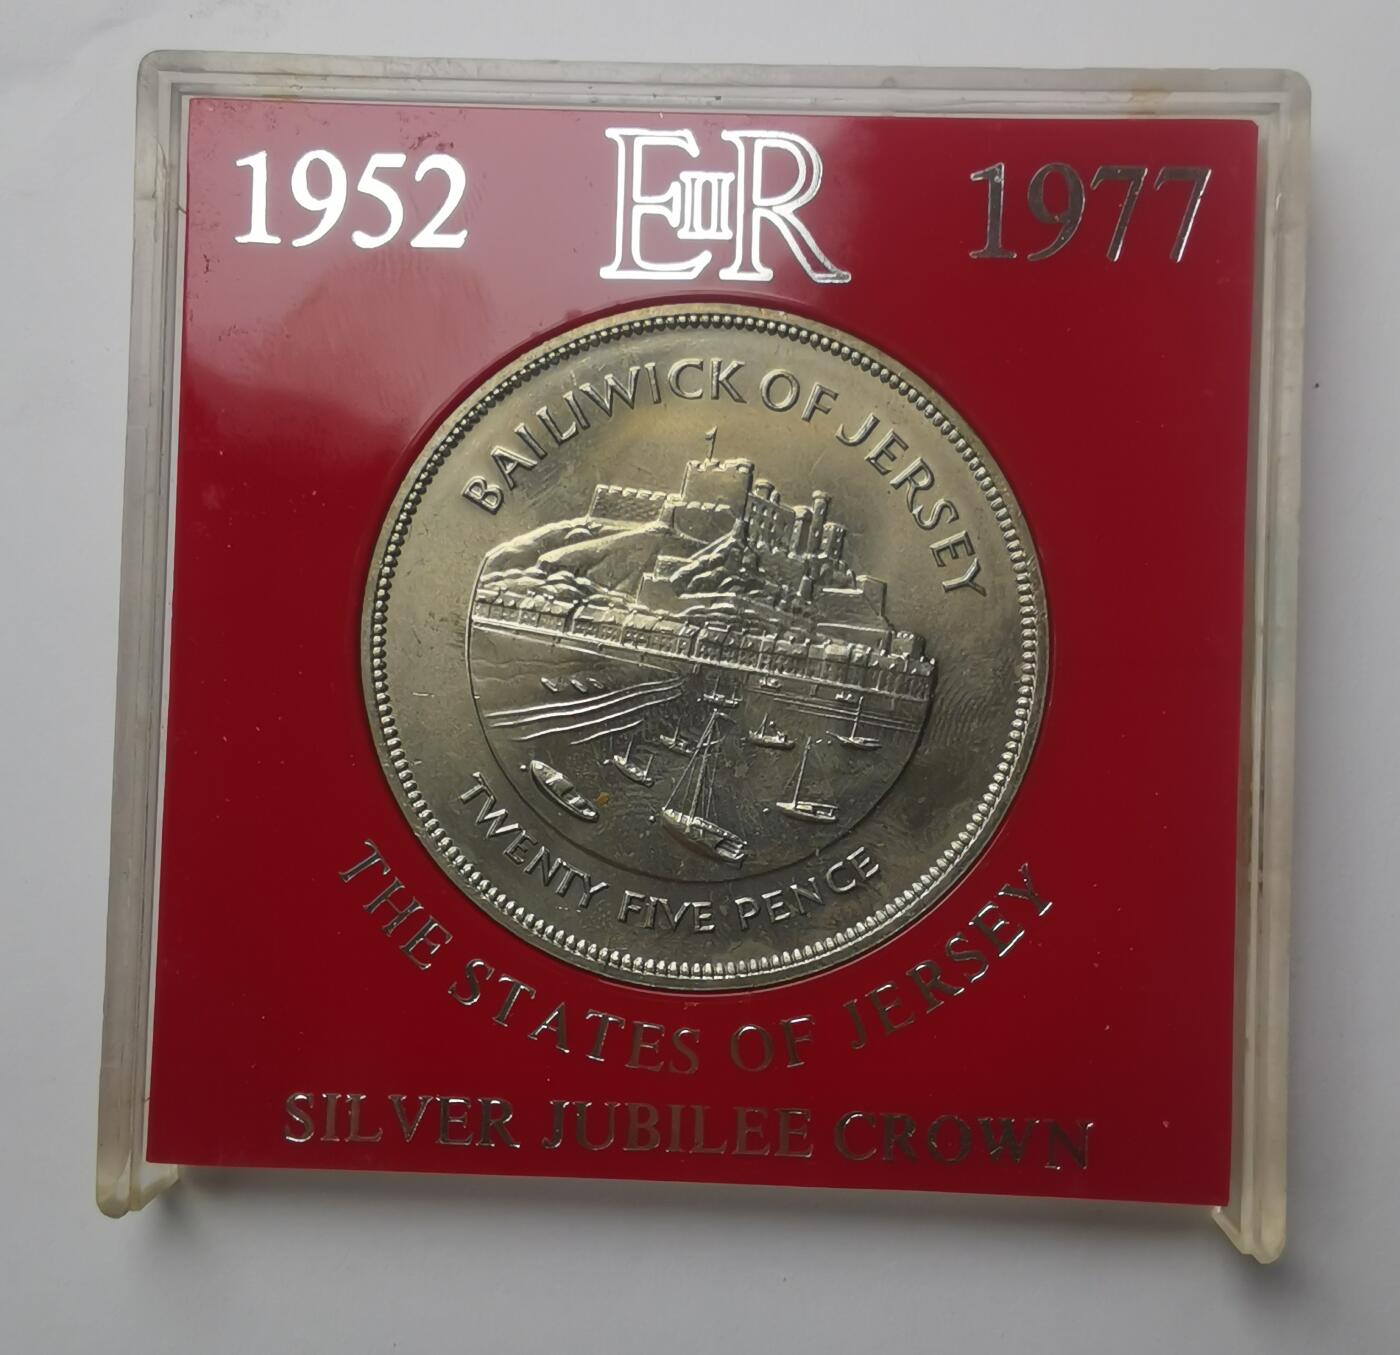 1952 EIIR 1977
BAILIWICK OF JERSEY
TWENTY FIVE PENCE
THE STATES OF JERSEY
SILVER JUBILEE CROWN